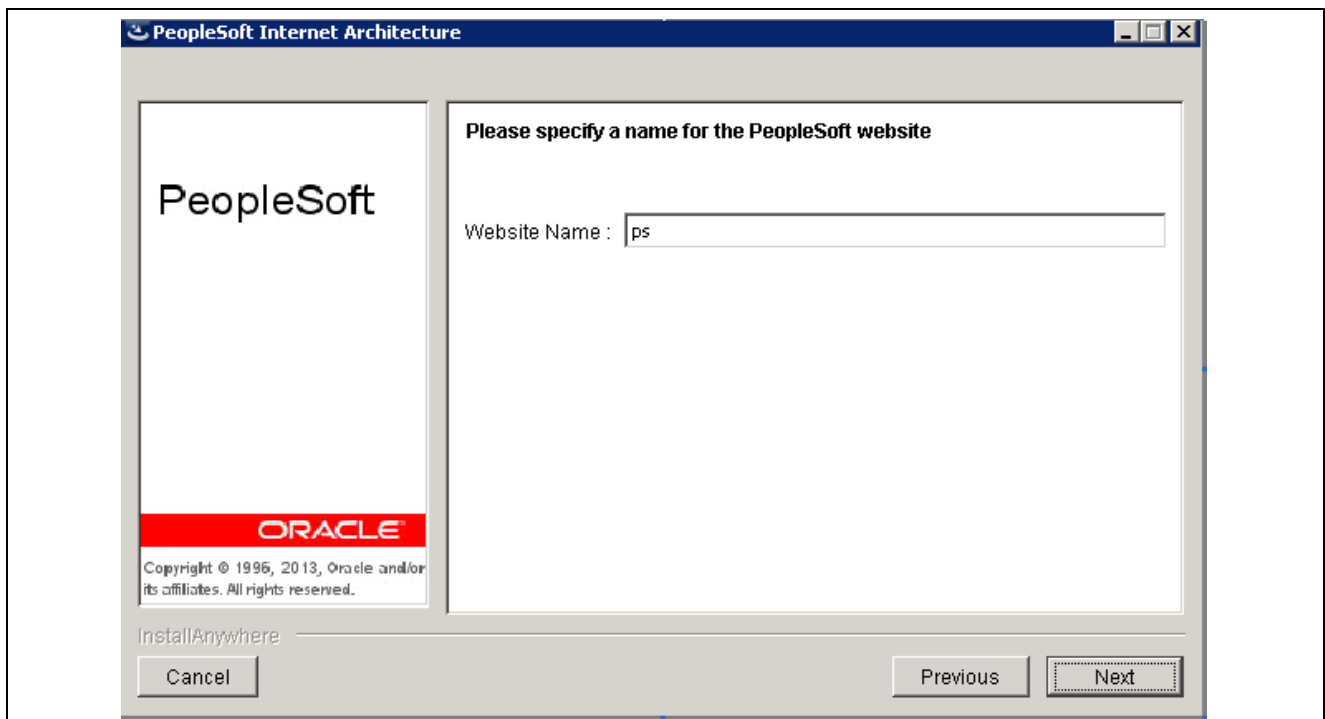 PeopleSoft Internet Architecture
PeopleSoft
ORACLE
Copyright © 1996, 2013, Oracle and/or
its affiliates. All rights reserved.
Please specify a name for the PeopleSoft website
Website Name : ps
InstallAnywhere
Cancel Previous Next